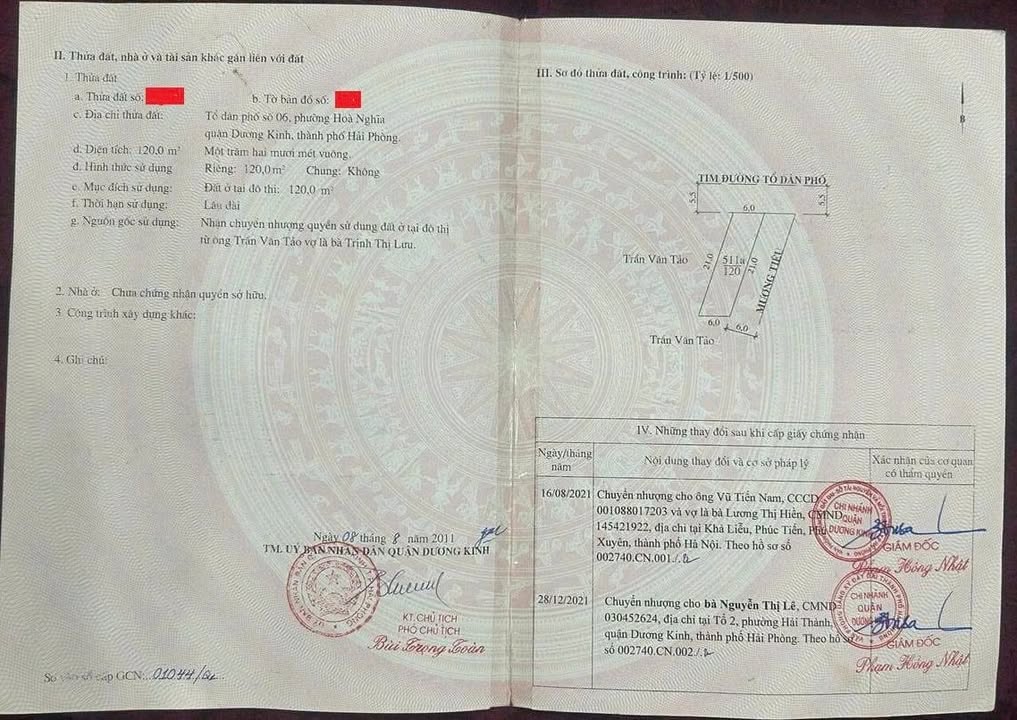 II. Thửa đất, nhà ở và tài sản khác gắn liền với đất
1. Thửa đất
a. Thửa đất số:
b. Tờ bản đồ số:
c. Địa chỉ thửa đất: Tổ dân phố số 06, phường Hoà Nghĩa
quận Dương Kinh, thành phố Hải Phòng.
d. Diện tích: 120,0 m² Một trăm hai mươi mét vuông.
đ. Hình thức sử dụng Riêng: 120,0m² Chung: Không
e. Mục đích sử dụng: Đất ở tại đô thị: 120,0 m²
f. Thời hạn sử dụng: Lâu dài
g. Nguồn gốc sử dụng: Nhận chuyển nhượng quyền sử dụng đất ở tại đô thị
từ ông Trần Văn Tảo vợ là bà Trịnh Thị Lưu.
2. Nhà ở: Chưa chứng nhận quyền sở hữu.
3. Công trình xây dựng khác:
4. Ghi chú:
Ngày 08 tháng 8 năm 2011
TM. UỶ BAN NHÂN DÂN QUẬN DƯƠNG KINH
KT. CHỦ TỊCH
PHÓ CHỦ TỊCH
Bùi Trọng Toàn
Số vào sổ cấp GCN: 01044/
III. Sơ đồ thửa đất, công trình: (Tỷ lệ: 1/500)
B
TIM ĐƯỜNG TỔ DÂN PHỐ
5,5
6,0
5,5
Trần Văn Tảo
21,0
511a
120
21,0
MƯƠNG TIÊU
6,0
6,0
Trần Văn Tảo
IV. Những thay đổi sau khi cấp giấy chứng nhận
Ngày/tháng
năm
Nội dung thay đổi và cơ sở pháp lý
Xác nhận của cơ quan
có thẩm quyền
16/08/2021
Chuyển nhượng cho ông Vũ Tiến Nam, CCCD
001088017203 và vợ là bà Lương Thị Hiền, CMND
145421922, địa chỉ tại Khả Liễu, Phúc Tiến, Phú
Xuyên, thành phố Hà Nội. Theo hồ sơ số
002740.CN.001./.
CHI NHÁNH
QUẬN
DƯƠNG KINH
GIÁM ĐỐC
Phạm Hồng Nhật
28/12/2021
Chuyển nhượng cho bà Nguyễn Thị Lê, CMND
030452624, địa chỉ tại Tổ 2, phường Hải Thành,
quận Dương Kinh, thành phố Hải Phòng. Theo hồ sơ
số 002740.CN.002./.
CHI NHÁNH
QUẬN
DƯƠNG
GIÁM ĐỐC
Phạm Hồng Nhật